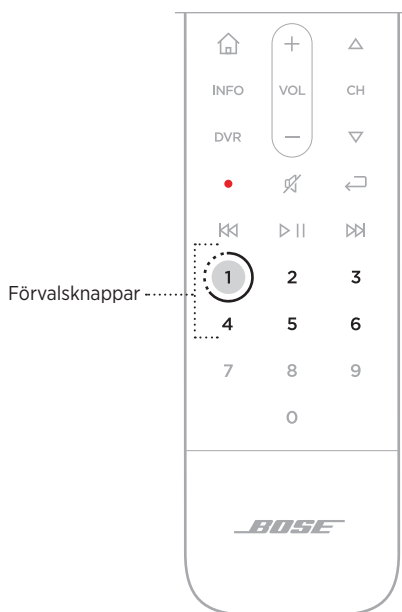 +
INFO VOL CH
DVR −
1 2 3
Förvalsknappar
4 5 6
7 8 9
0
BOSE